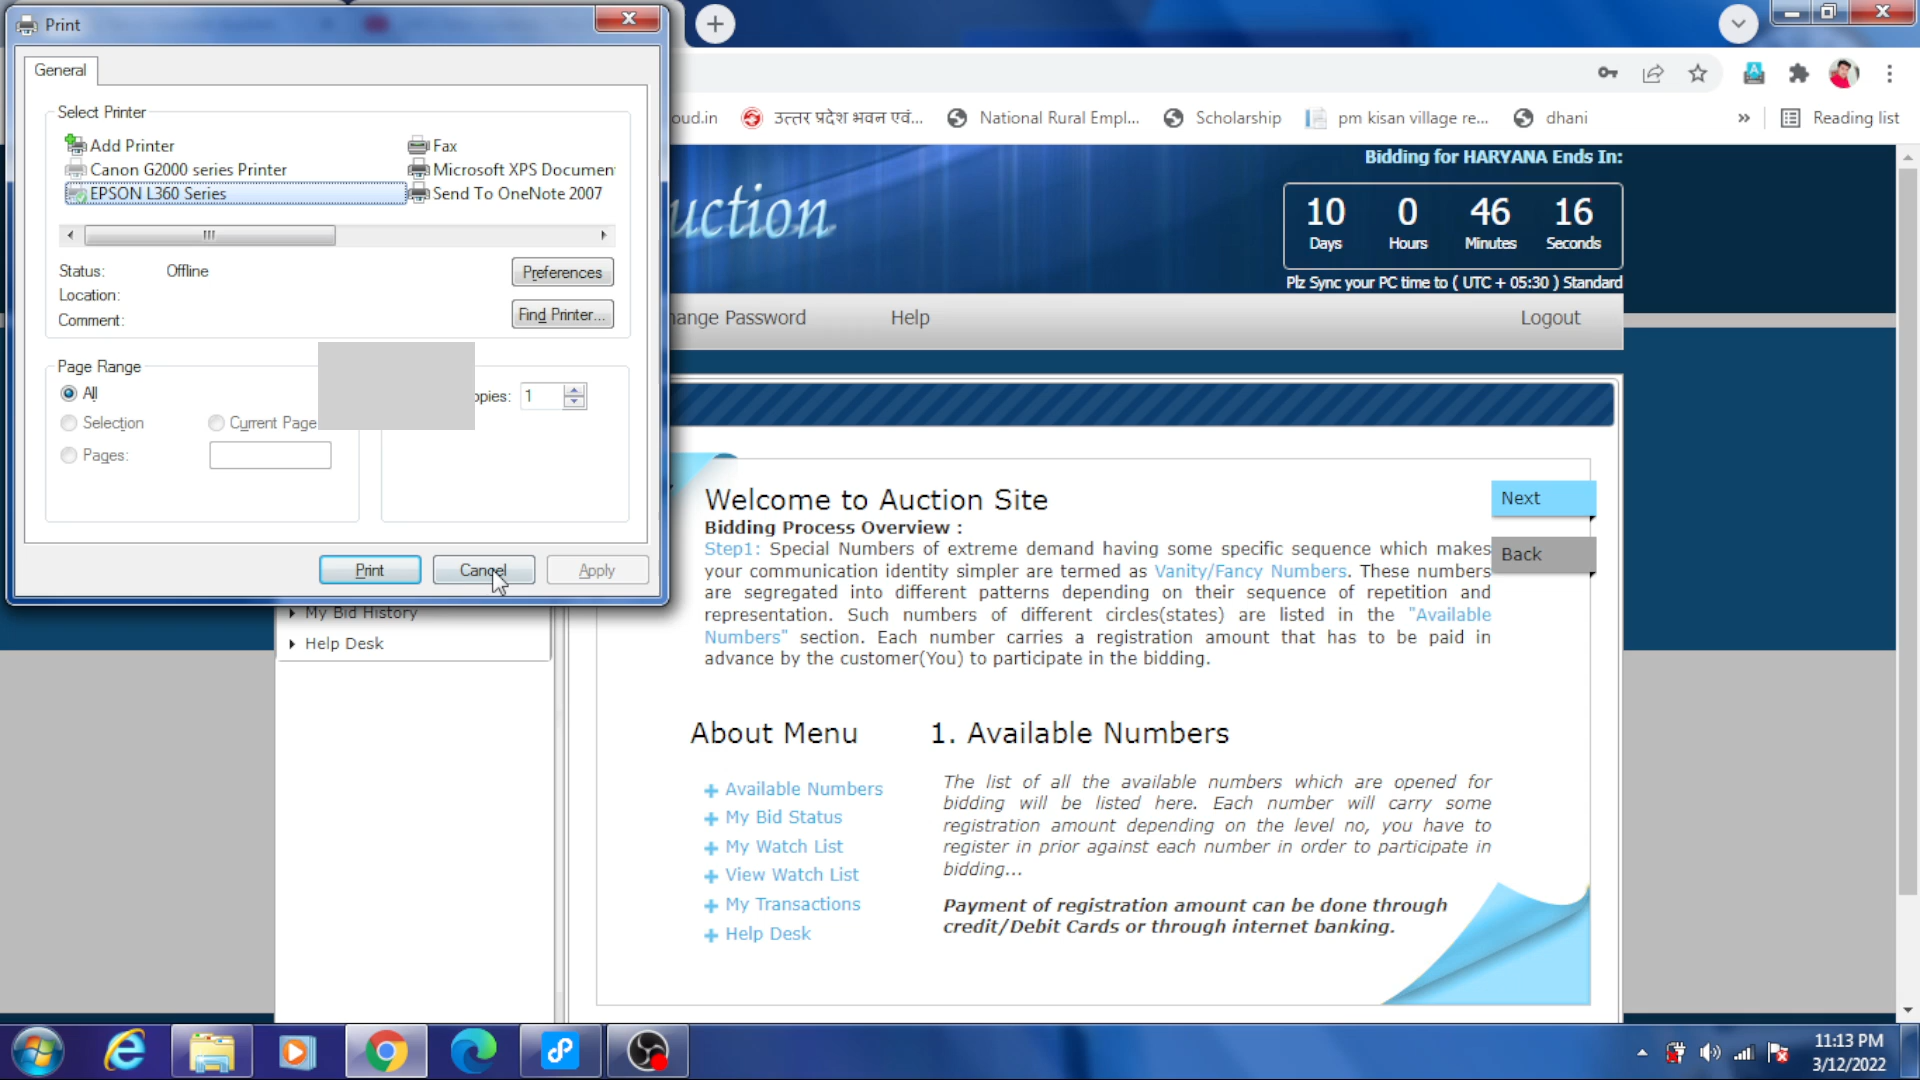 Print
General
Select Printer
Add Printer
Fax
Canon G2000 series Printer
Microsoft XPS Documen
EPSON L360 Series
Send To OneNote 2007
Status: Offline
Preferences
Location:
Find Printer...
Comment:
Page Range
All
opies: 1
Selection
Current Page
Pages:
Print
Cancel
Apply
oud.in
उत्तर प्रदेश भवन एवं...
National Rural Empl...
Scholarship
pm kisan village re...
dhani
»
Reading list
Bidding for HARYANA Ends In:
uction
10 0 46 16
Days Hours Minutes Seconds
Plz Sync your PC time to ( UTC + 05:30 ) Standard
hange Password
Help
Logout
My Bid History
Help Desk
Welcome to Auction Site
Bidding Process Overview :
Step1: Special Numbers of extreme demand having some specific sequence which makes
your communication identity simpler are termed as Vanity/Fancy Numbers. These numbers
are segregated into different patterns depending on their sequence of repetition and
representation. Such numbers of different circles(states) are listed in the "Available
Numbers" section. Each number carries a registration amount that has to be paid in
advance by the customer(You) to participate in the bidding.
Next
Back
About Menu
Available Numbers
My Bid Status
My Watch List
View Watch List
My Transactions
Help Desk
1. Available Numbers
The list of all the available numbers which are opened for
bidding will be listed here. Each number will carry some
registration amount depending on the level no, you have to
register in prior against each number in order to participate in
bidding...
Payment of registration amount can be done through
credit/Debit Cards or through internet banking.
11:13 PM
3/12/2022